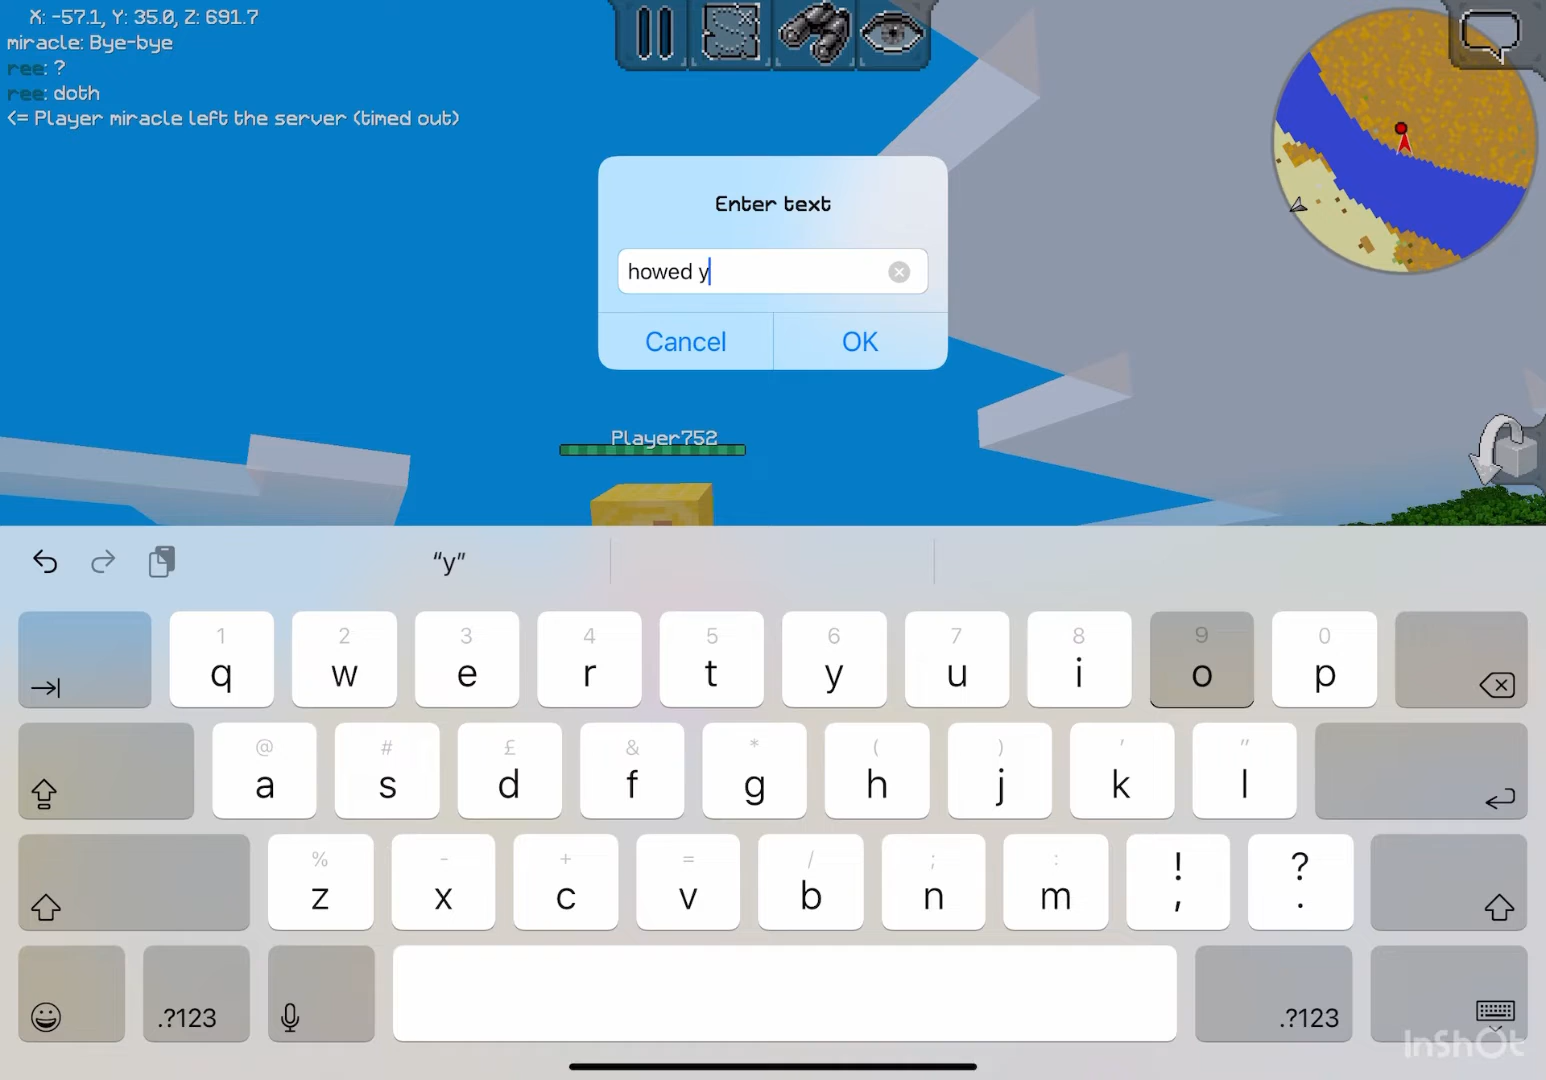 X: -57.1, Y: 35.0, Z: 691.7
miracle: Bye-bye
ree: ?
ree: doth
<= Player miracle left the server (timed out)
Enter text
howed y
Cancel OK
Player752
“y”
1 2 3 4 5 6 7 8 9 0
q w e r t y u i o p
@ # £ & * ( ) ' "
a s d f g h j k l
% - + = / ; : ! ?
z x c v b n m , .
.?123 .?123
InShOt